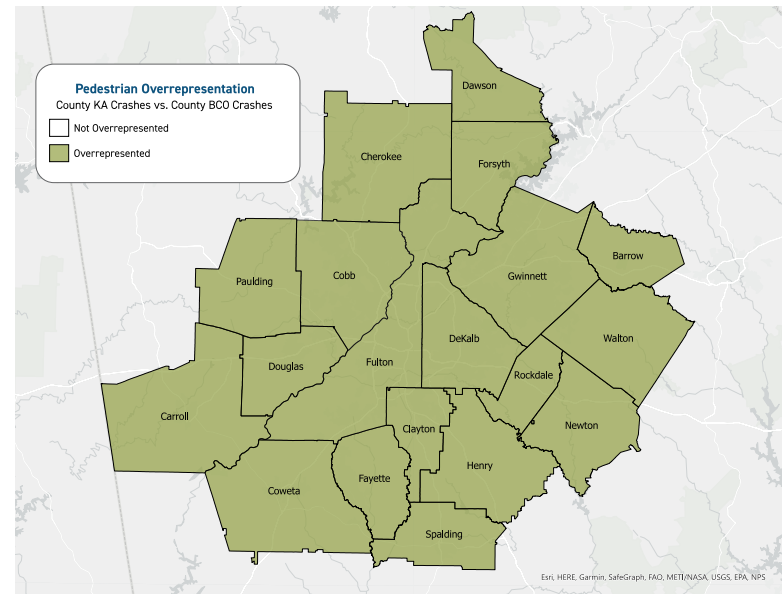 Pedestrian Overrepresentation
County KA Crashes vs. County BCO Crashes
Not Overrepresented
Overrepresented
Dawson
Cherokee
Forsyth
Barrow
Gwinnett
Cobb
Paulding
Walton
DeKalb
Fulton
Douglas
Rockdale
Carroll
Newton
Clayton
Henry
Fayette
Coweta
Spalding
Esri, HERE, Garmin, SafeGraph, FAO, METI/NASA, USGS, EPA, NPS